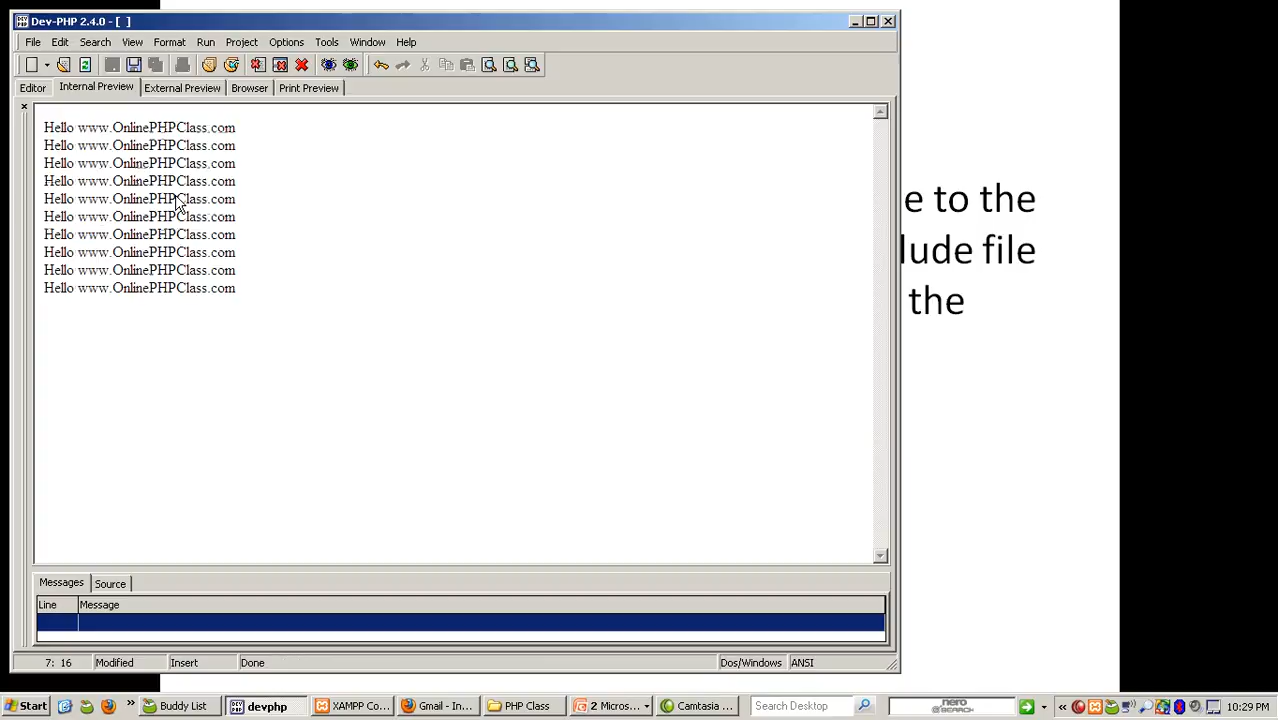 Dev-PHP 2.4.0 - [ ]
File Edit Search View Format Run Project Options Tools Window Help
Editor Internal Preview External Preview Browser Print Preview
Hello www.OnlinePHPClass.com
Hello www.OnlinePHPClass.com
Hello www.OnlinePHPClass.com
Hello www.OnlinePHPClass.com
Hello www.OnlinePHPClass.com
Hello www.OnlinePHPClass.com
Hello www.OnlinePHPClass.com
Hello www.OnlinePHPClass.com
Hello www.OnlinePHPClass.com
Hello www.OnlinePHPClass.com
e to the
lude file
the
Messages Source
Line Message
7: 16 Modified Insert Done Dos/Windows ANSI
Start Buddy List devphp XAMPP Co... Gmail - PHP Class 2 Micros... Camtasia ... Search Desktop nero SEARCH 10:29 PM